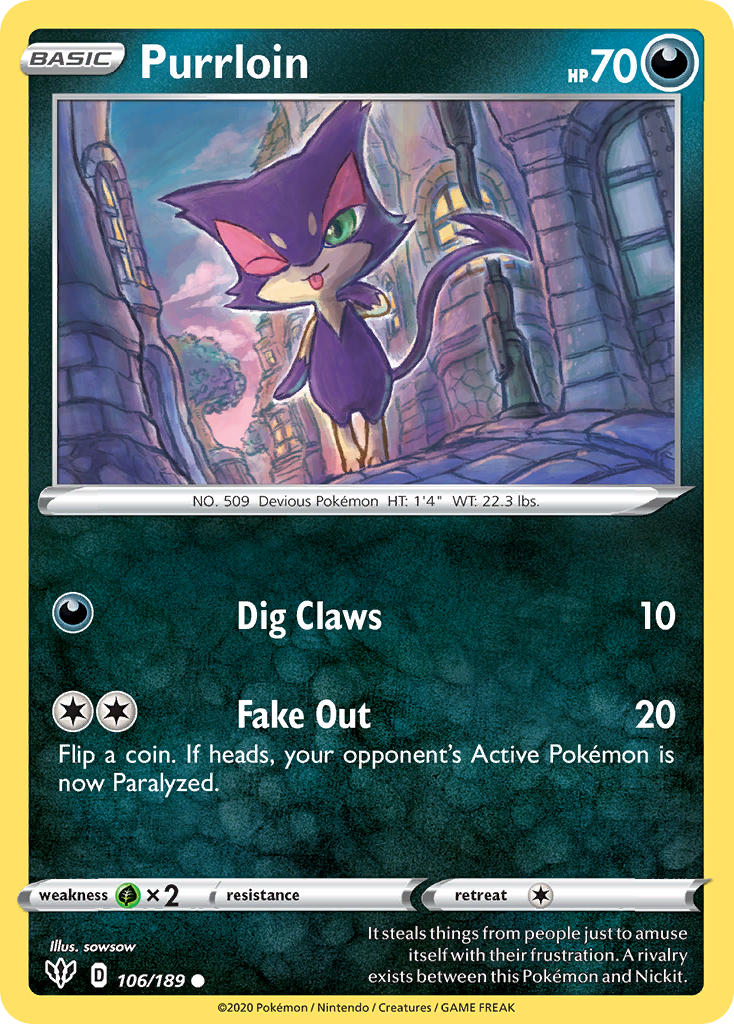 BASIC Purrloin HP 70
NO. 509 Devious Pokémon HT: 1'4" WT: 22.3 lbs.
Dig Claws 10
Fake Out 20
Flip a coin. If heads, your opponent's Active Pokémon is
now Paralyzed.
weakness ×2 resistance retreat
Illus. sowsow
It steals things from people just to amuse
itself with their frustration. A rivalry
exists between this Pokémon and Nickit.
D 106/189
©2020 Pokémon / Nintendo / Creatures / GAME FREAK